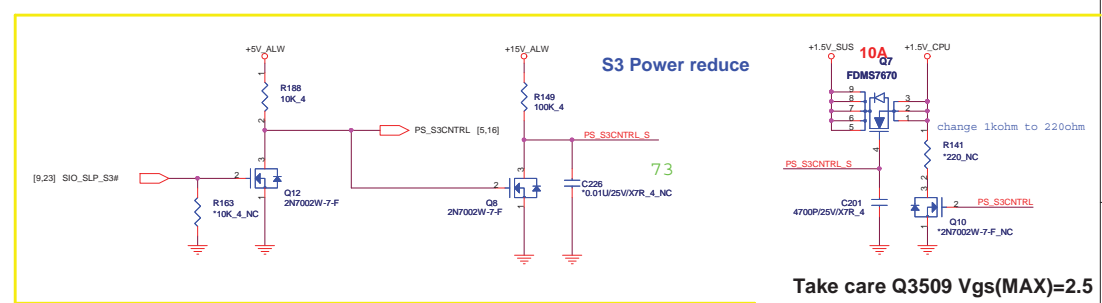 +5V_ALW
+15V_ALW
S3 Power reduce
+1.5V_SUS
10A
+1.5V_CPU
Q7
FDMS7670
1
R188
10K_4
2
R149
100K_4
9
8
7
6
5
3
2
1
4
change 1kohm to 220ohm
PS_S3CNTRL [5,16]
PS_S3CNTRL_S
1
R141
*220_NC
2
73
PS_S3CNTRL_S
[9,23] SIO_SLP_S3#
2
3
1
Q12
2N7002W-7-F
R163
*10K_4_NC
2
3
1
Q8
2N7002W-7-F
C226
*0.01U/25V/X7R_4_NC
C201
4700P/25V/X7R_4
3
2
1
PS_S3CNTRL
Q10
*2N7002W-7-F_NC
Take care Q3509 Vgs(MAX)=2.5